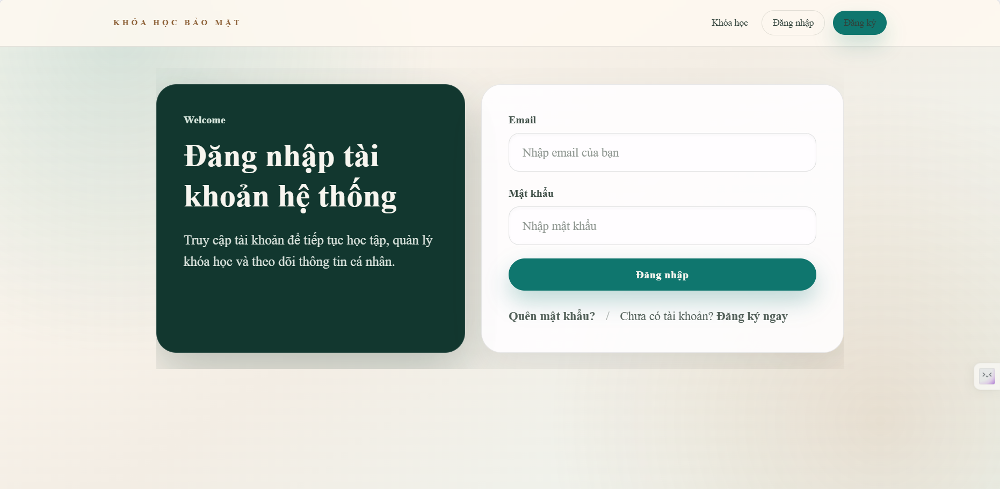 KHÓA HỌC BẢO MẬT
Khóa học
Đăng nhập
Đăng ký
Welcome
Đăng nhập tài
khoản hệ thống
Truy cập tài khoản để tiếp tục học tập, quản lý
khóa học và theo dõi thông tin cá nhân.
Email
Nhập email của bạn
Mật khẩu
Nhập mật khẩu
Đăng nhập
Quên mật khẩu? / Chưa có tài khoản? Đăng ký ngay